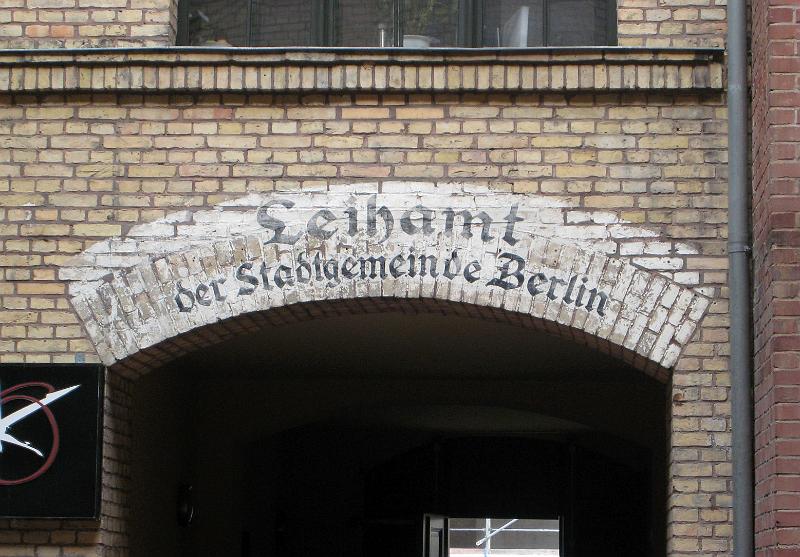 Leihamt
der Stadtgemeinde Berlin